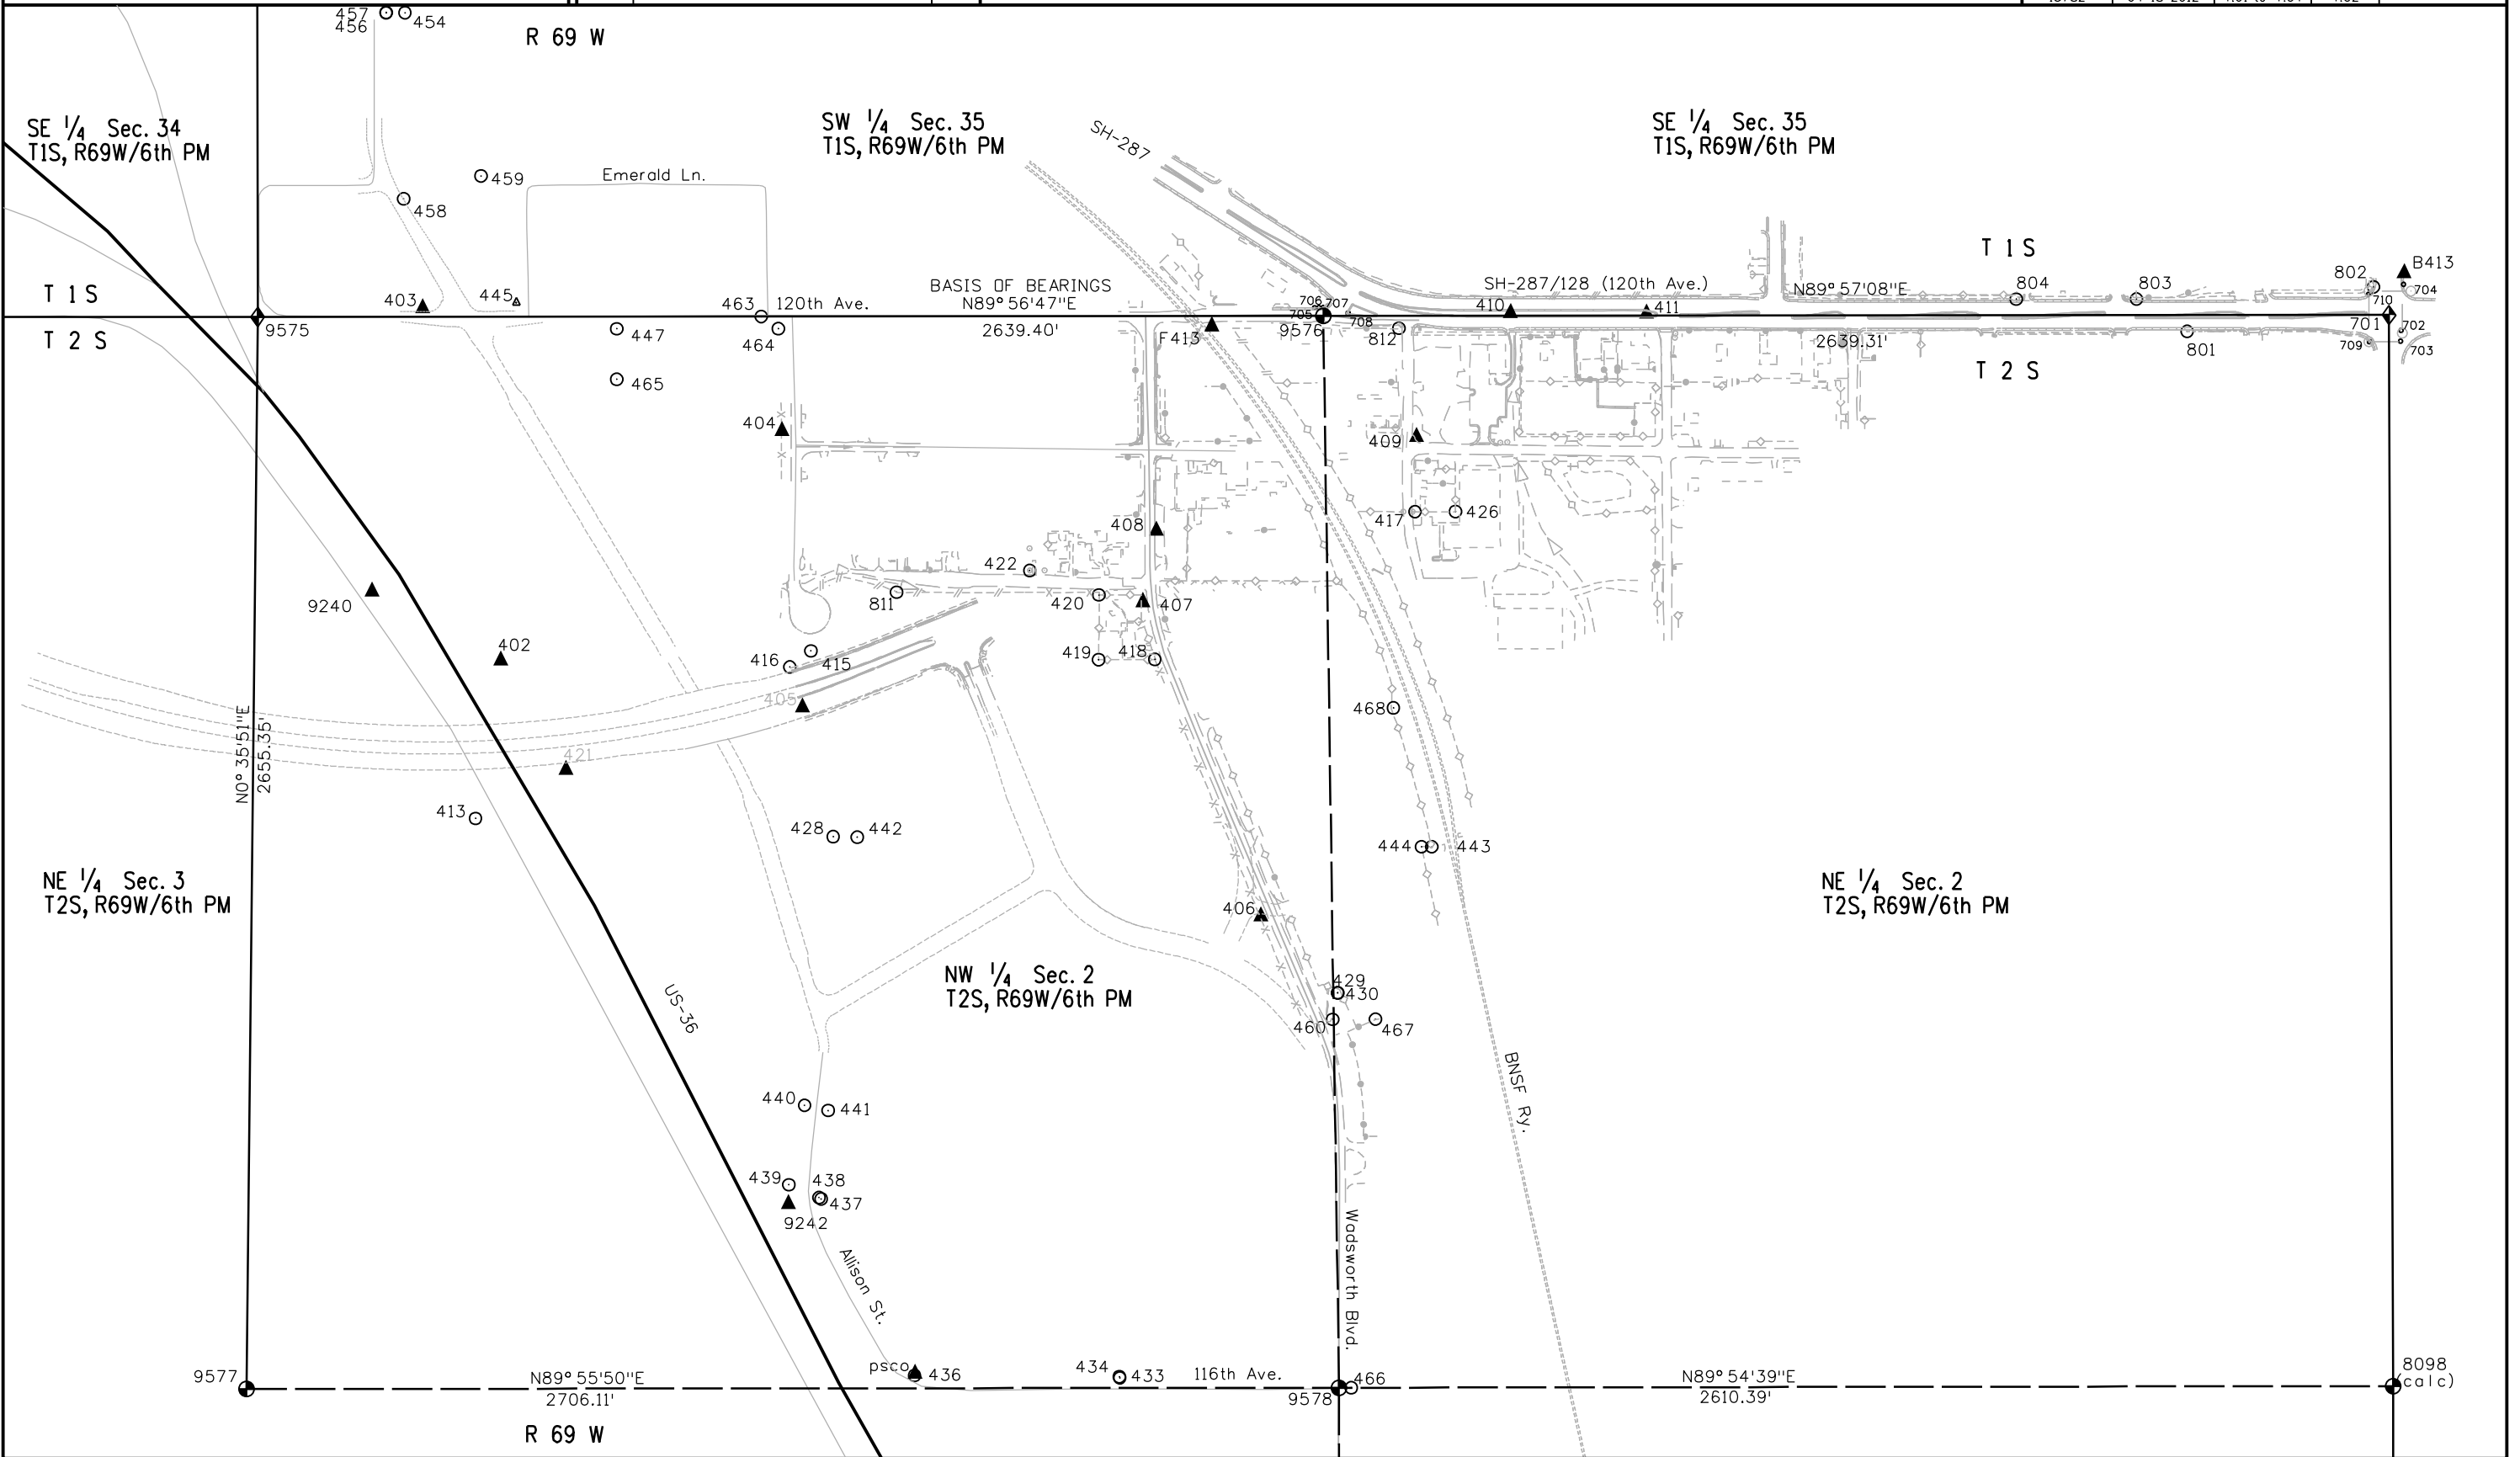 457
454
456
R 69 W
SE 1/4 Sec. 34
T1S, R69W/6th PM
SW 1/4 Sec. 35
T1S, R69W/6th PM
SH-287
SE 1/4 Sec. 35
T1S, R69W/6th PM
459
Emerald Ln.
458
T 1 S
T 1 S
403
445
463
120th Ave.
BASIS OF BEARINGS
N89° 56'47"E
2639.40'
706
707
705
708
SH-287/128 (120th Ave.)
410
411
N89° 57'08"E
2639.31'
804
803
802
B413
704
710
T 2 S
9575
447
464
F413
9576
812
801
701
702
709
703
T 2 S
465
404
409
408
417
426
422
9240
811
420
407
402
416
415
419
418
405
468
N0° 35'51"E
2655.35'
421
413
428
442
444
443
NE 1/4 Sec. 3
T2S, R69W/6th PM
NE 1/4 Sec. 2
T2S, R69W/6th PM
406
NW 1/4 Sec. 2
T2S, R69W/6th PM
429
430
US-36
460
467
BNSF Ry.
440
441
439
438
437
9242
Wadsworth Blvd.
Allison St.
9577
N89° 55'50"E
2706.11'
psco
436
434
433
116th Ave.
9578
466
N89° 54'39"E
2610.39'
8098
(calc)
R 69 W